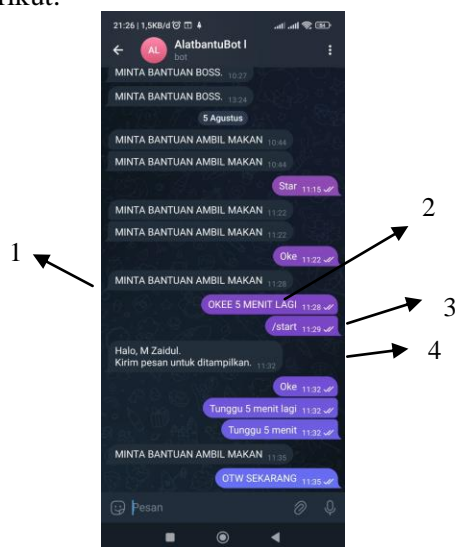 rikut.
21:26 | 1,5KB/d
AlatbantuBot l
AL
bot
MINTA BANTUAN BOSS. 10:27
MINTA BANTUAN BOSS. 13:24
5 Agustus
MINTA BANTUAN AMBIL MAKAN 10:44
MINTA BANTUAN AMBIL MAKAN 10:44
Star 11:15
MINTA BANTUAN AMBIL MAKAN 11:22
MINTA BANTUAN AMBIL MAKAN 11:22
2
Oke 11:22
1
MINTA BANTUAN AMBIL MAKAN 11:28
OKEE 5 MENIT LAGI 11:28
3
/start 11:29
4
Halo, M Zaidul.
Kirim pesan untuk ditampilkan. 11:32
Oke 11:32
Tunggu 5 menit lagi 11:32
Tunggu 5 menit 11:32
MINTA BANTUAN AMBIL MAKAN 11:35
OTW SEKARANG 11:35
Pesan